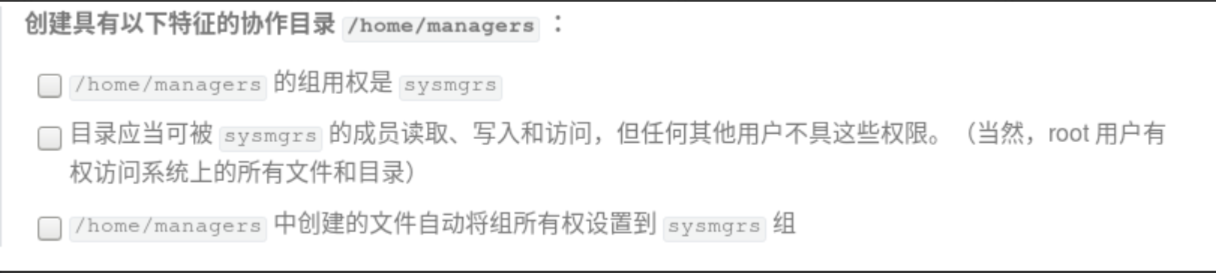 创建具有以下特征的协作目录 /home/managers ：
/home/managers 的组用权是 sysmgrs
目录应当可被 sysmgrs 的成员读取、写入和访问，但任何其他用户不具这些权限。（当然，root 用户有
权访问系统上的所有文件和目录）
/home/managers 中创建的文件自动将组所有权设置到 sysmgrs 组